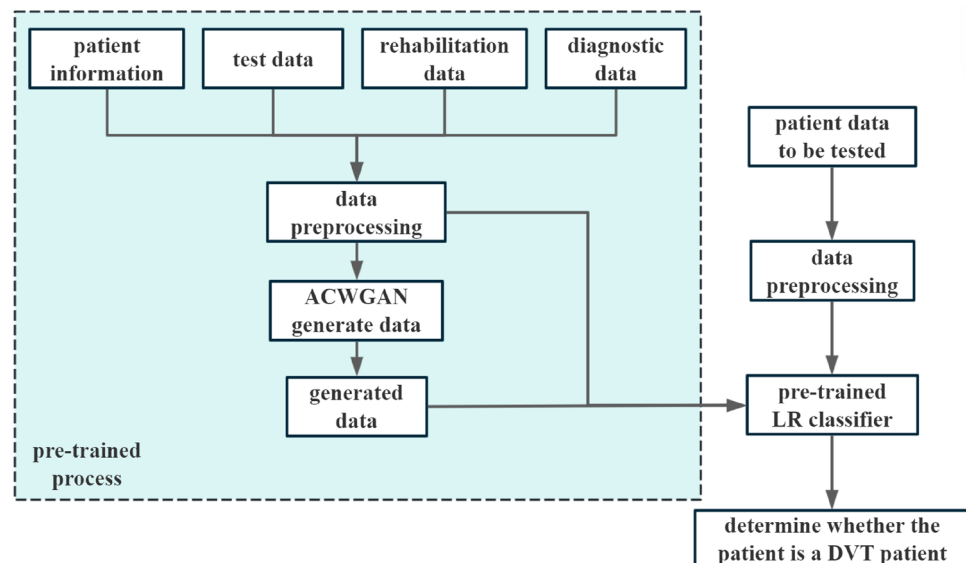 patient
information
test data
rehabilitation
data
diagnostic
data
patient data
to be tested
data
preprocessing
data
preprocessing
ACWGAN
generate data
generated
data
pre-trained
LR classifier
pre-trained
process
determine whether the
patient is a DVT patient